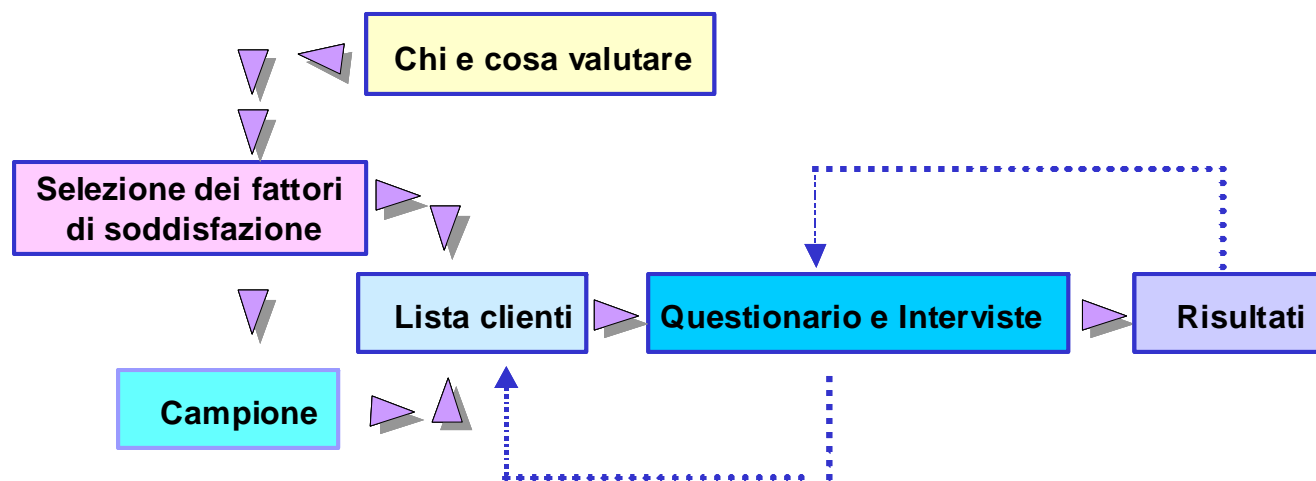 Chi e cosa valutare
Selezione dei fattori
di soddisfazione
Lista clienti
Questionario e Interviste
Risultati
Campione